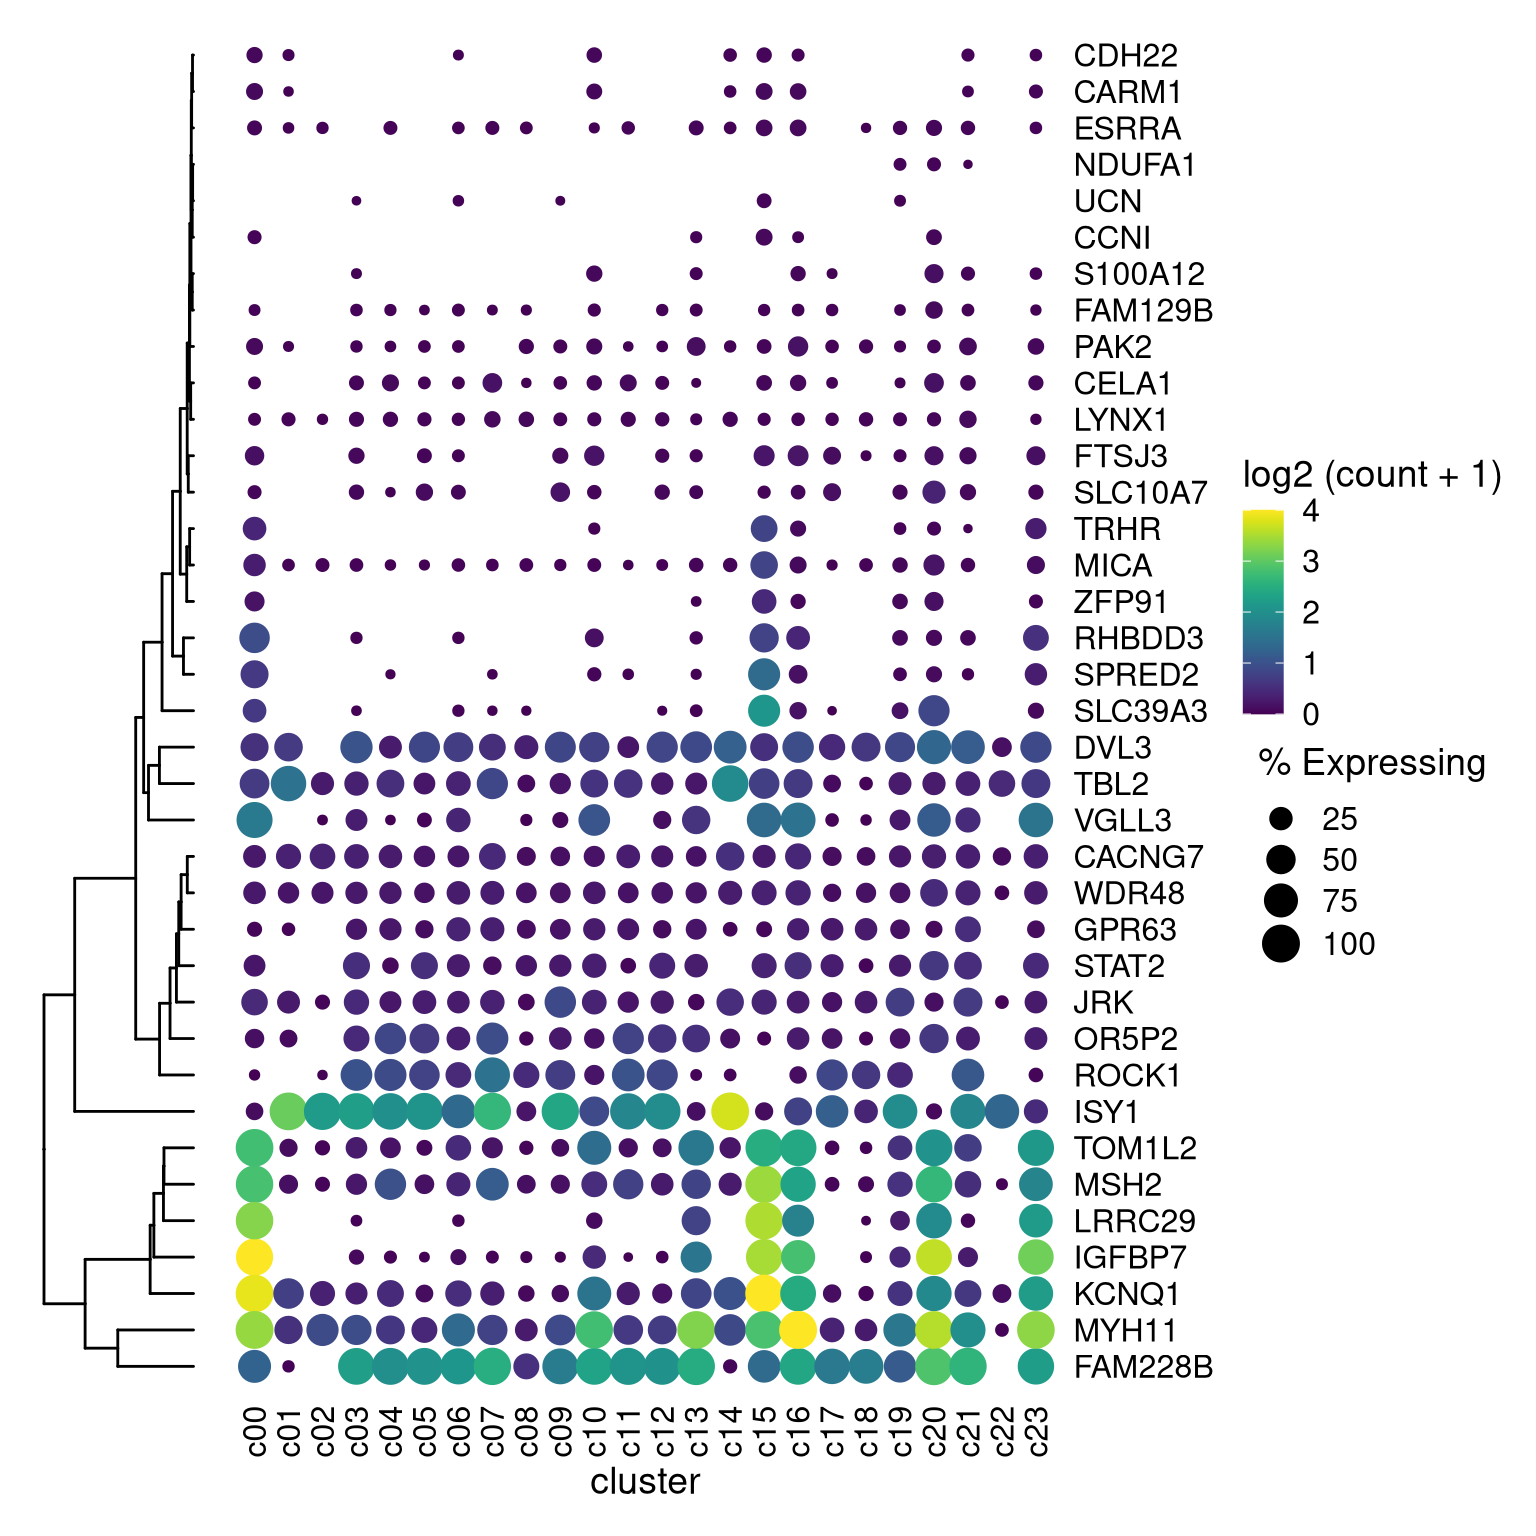 CDH22
CARM1
ESRRA
NDUFA1
UCN
CCNI
S100A12
FAM129B
PAK2
CELA1
LYNX1
FTSJ3
SLC10A7
TRHR
MICA
ZFP91
RHBDD3
SPRED2
SLC39A3
DVL3
TBL2
VGLL3
CACNG7
WDR48
GPR63
STAT2
JRK
OR5P2
ROCK1
ISY1
TOM1L2
MSH2
LRRC29
IGFBP7
KCNQ1
MYH11
FAM228B
c00 c01 c02 c03 c04 c05 c06 c07 c08 c09 c10 c11 c12 c13 c14 c15 c16 c17 c18 c19 c20 c21 c22 c23
cluster
log2 (count + 1)
4
3
2
1
0
% Expressing
25
50
75
100